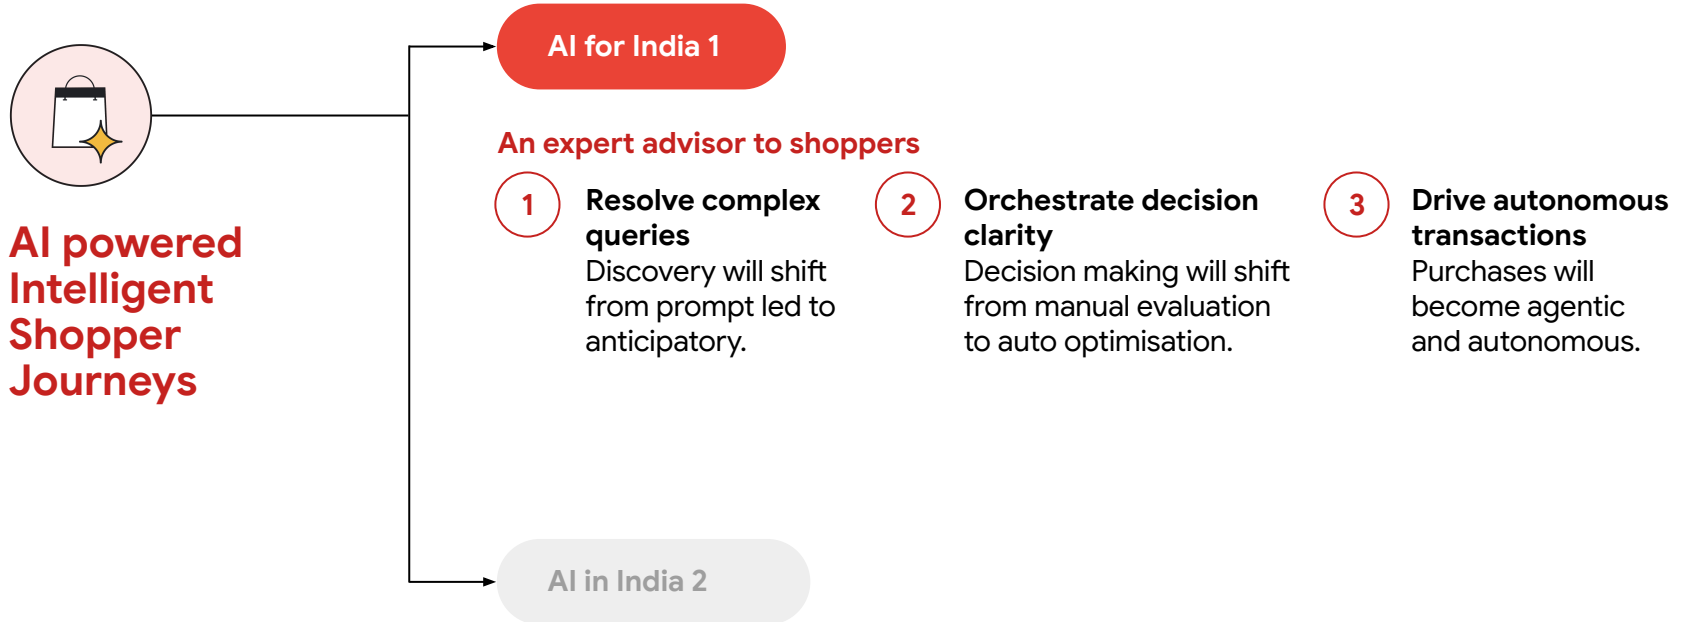 AI for India 1
An expert advisor to shoppers
AI powered
Intelligent
Shopper
Journeys
1
Resolve complex
queries
Discovery will shift
from prompt led to
anticipatory.
2
Orchestrate decision
clarity
Decision making will shift
from manual evaluation
to auto optimisation.
3
Drive autonomous
transactions
Purchases will
become agentic
and autonomous.
AI in India 2